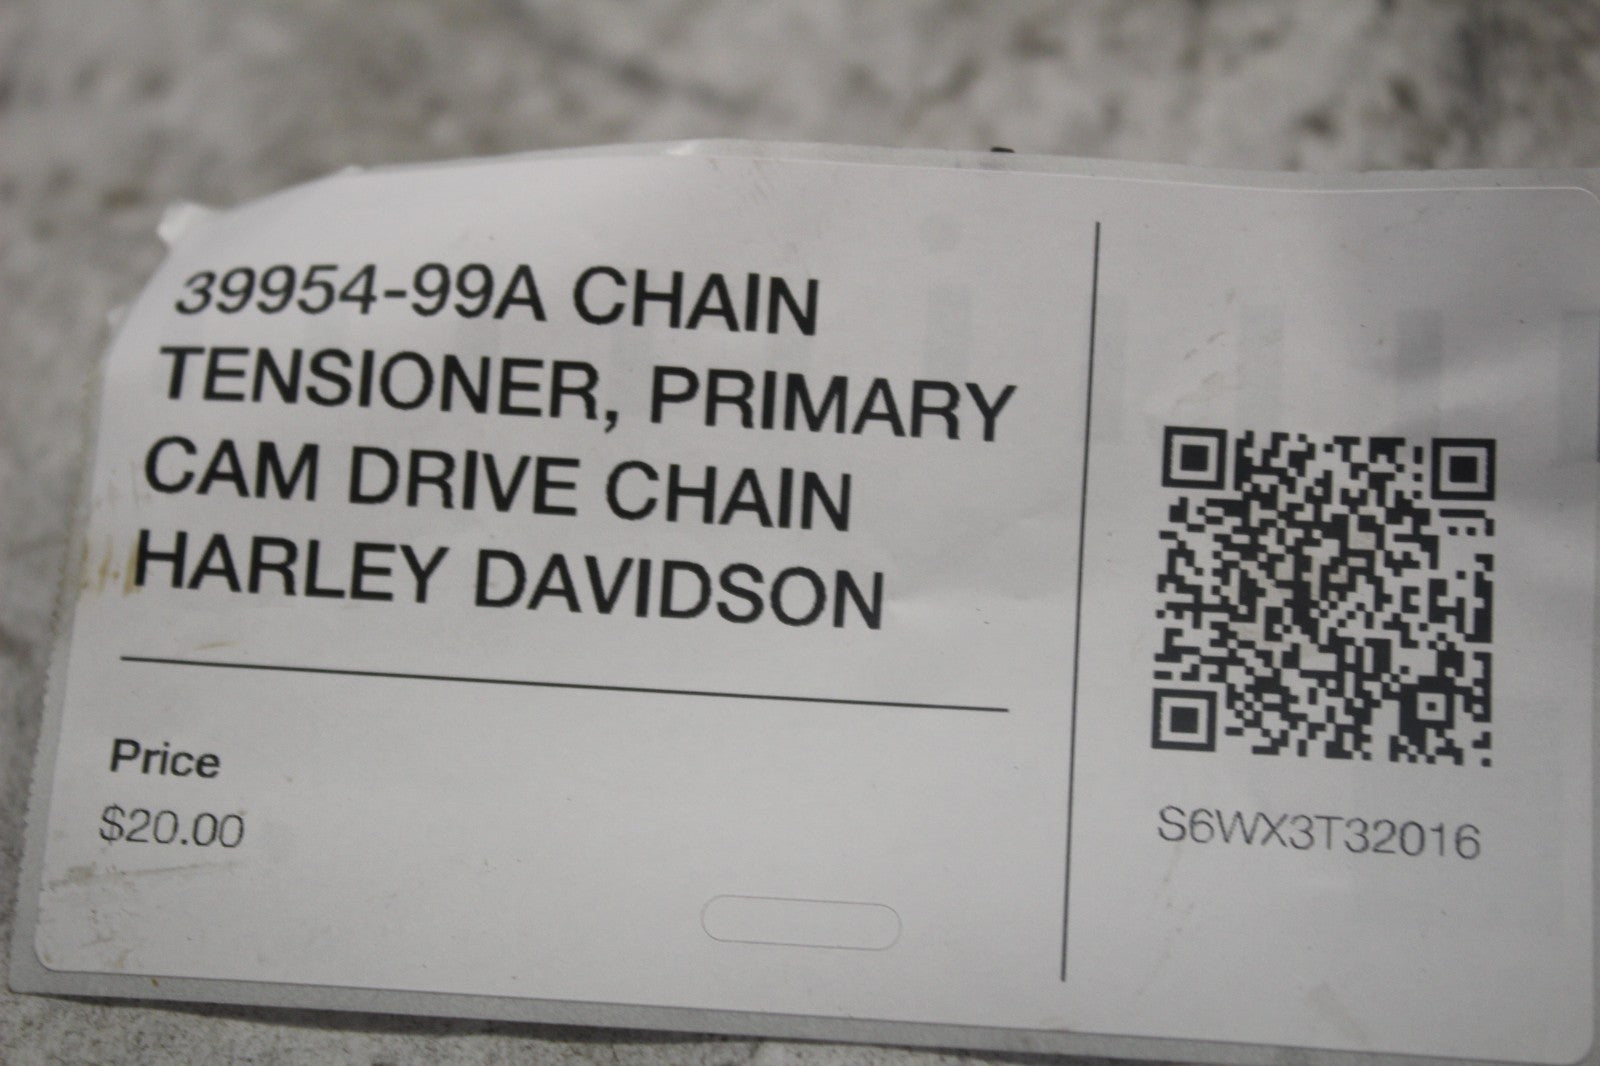 39954-99A CHAIN
TENSIONER, PRIMARY
CAM DRIVE CHAIN
HARLEY DAVIDSON
Price
$20.00
S6WX3T32016